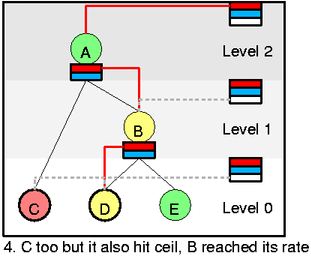 A
Level 2
Level 1
B
C
D
E
Level 0
4. C too but it also hit ceil, B reached its rate